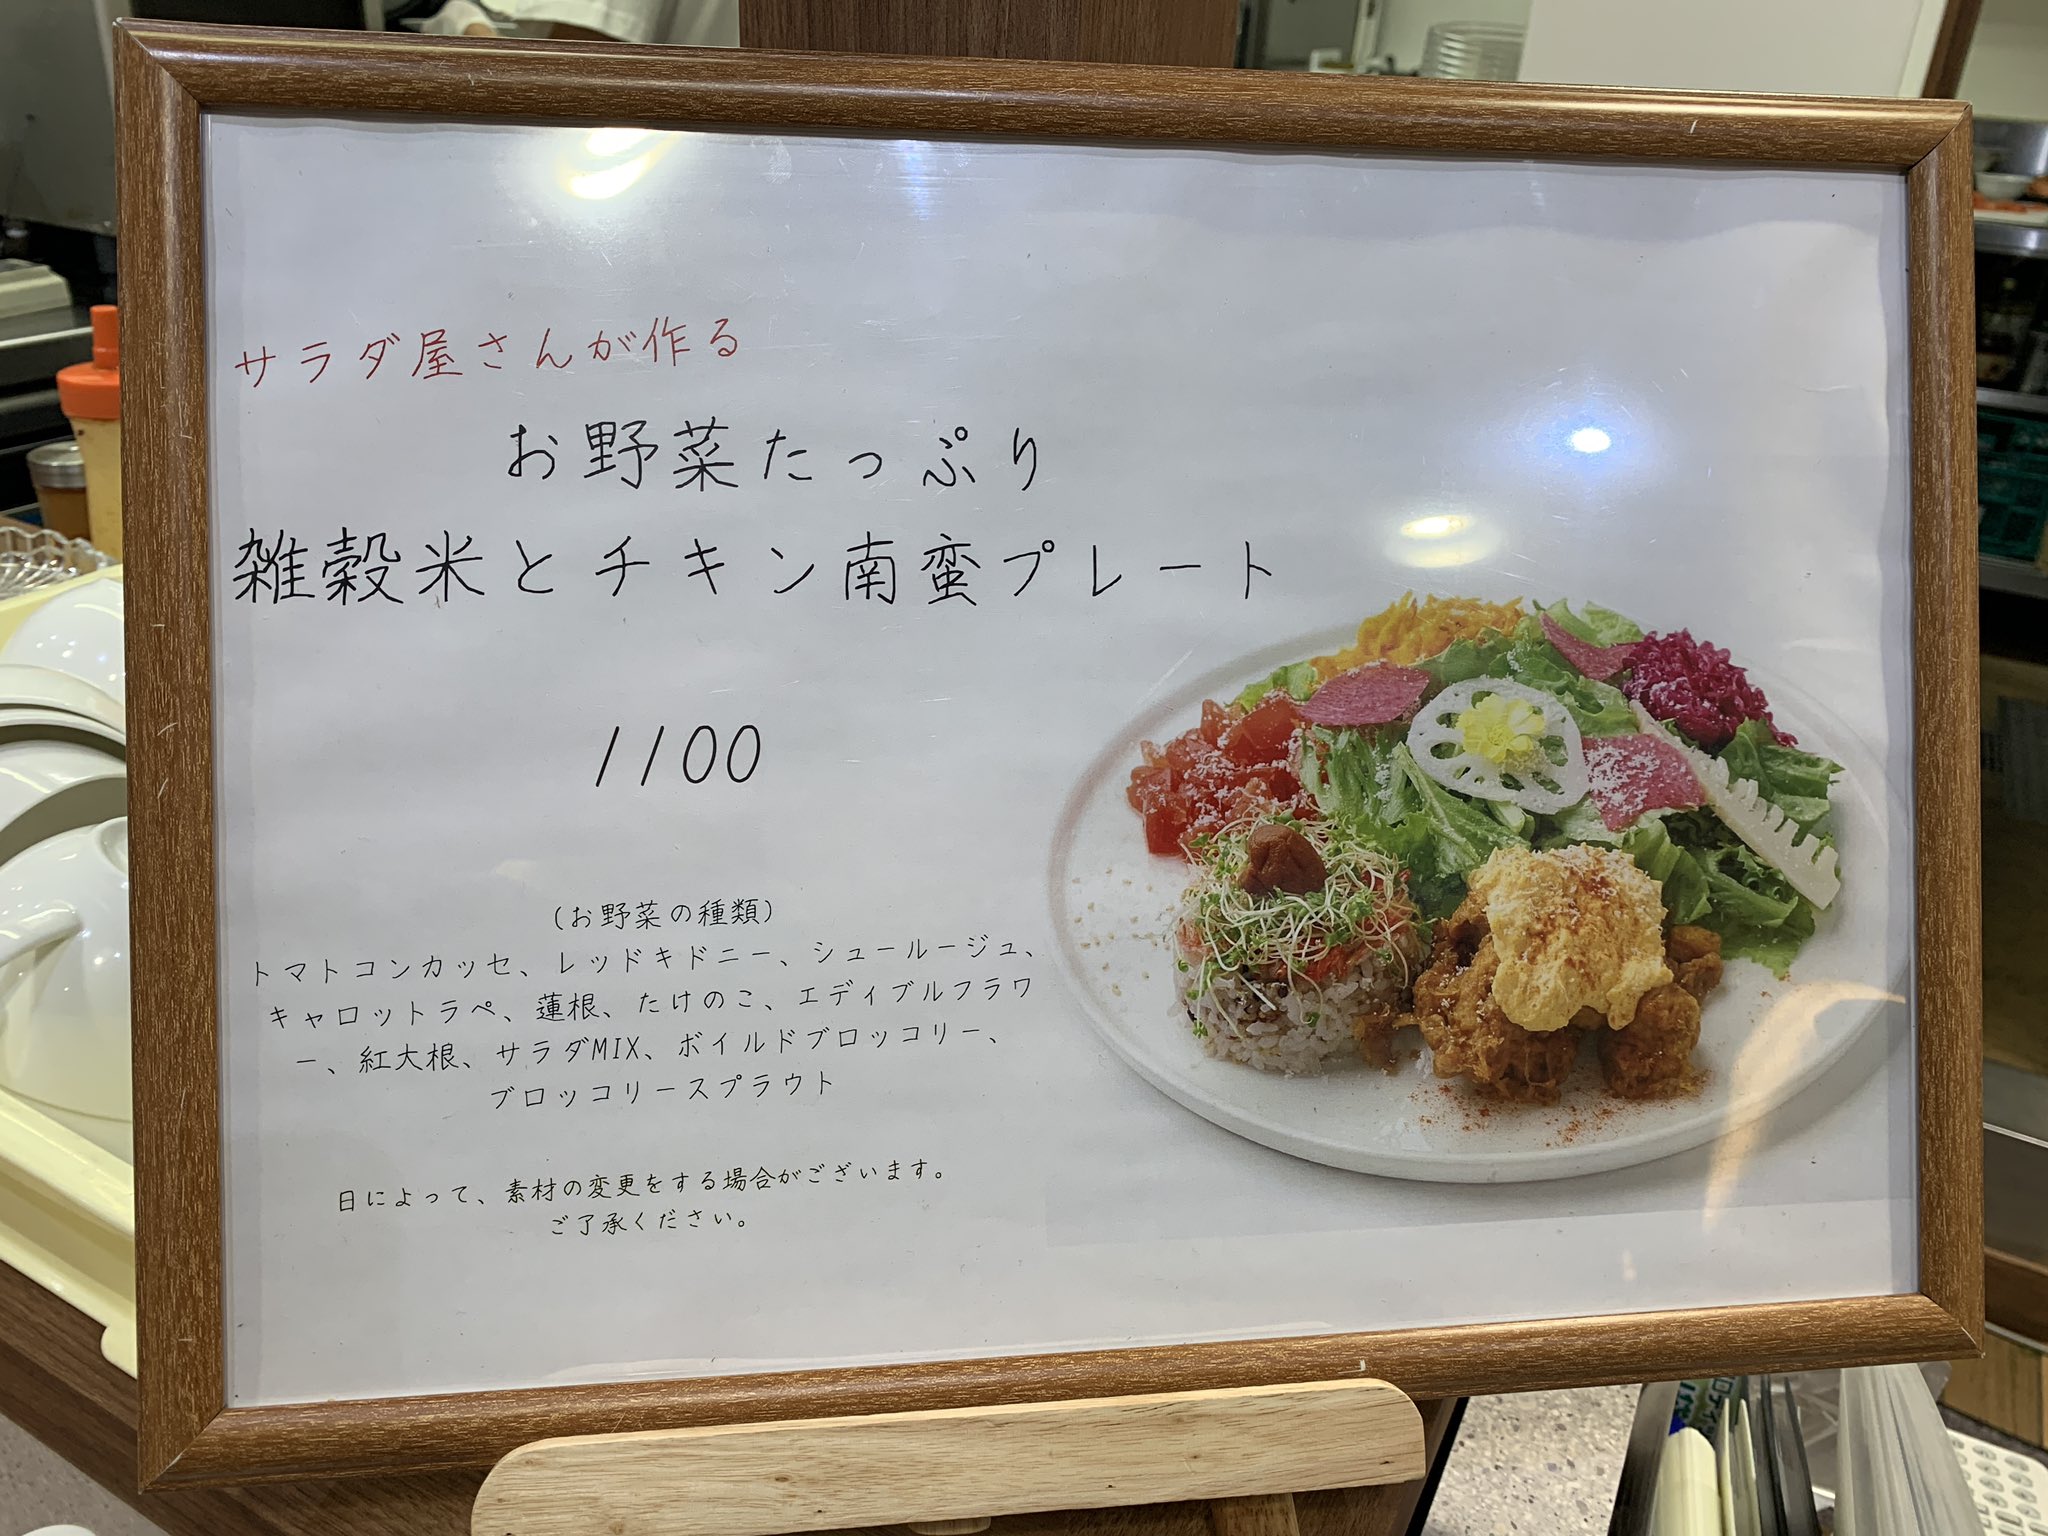 サラダ屋さんが作る
お野菜たっぷり
雑穀米とチキン南蛮プレート
1100
(お野菜の種類)
トマトコンカッセ、レッドキドニー、シュールージュ、
キャロットラペ、蓮根、たけのこ、エディブルフラワ
ー、紅大根、サラダMIX、ボイルドブロッコリー、
ブロッコリースプラウト
日によって、素材の変更をする場合がございます。
ご了承ください。